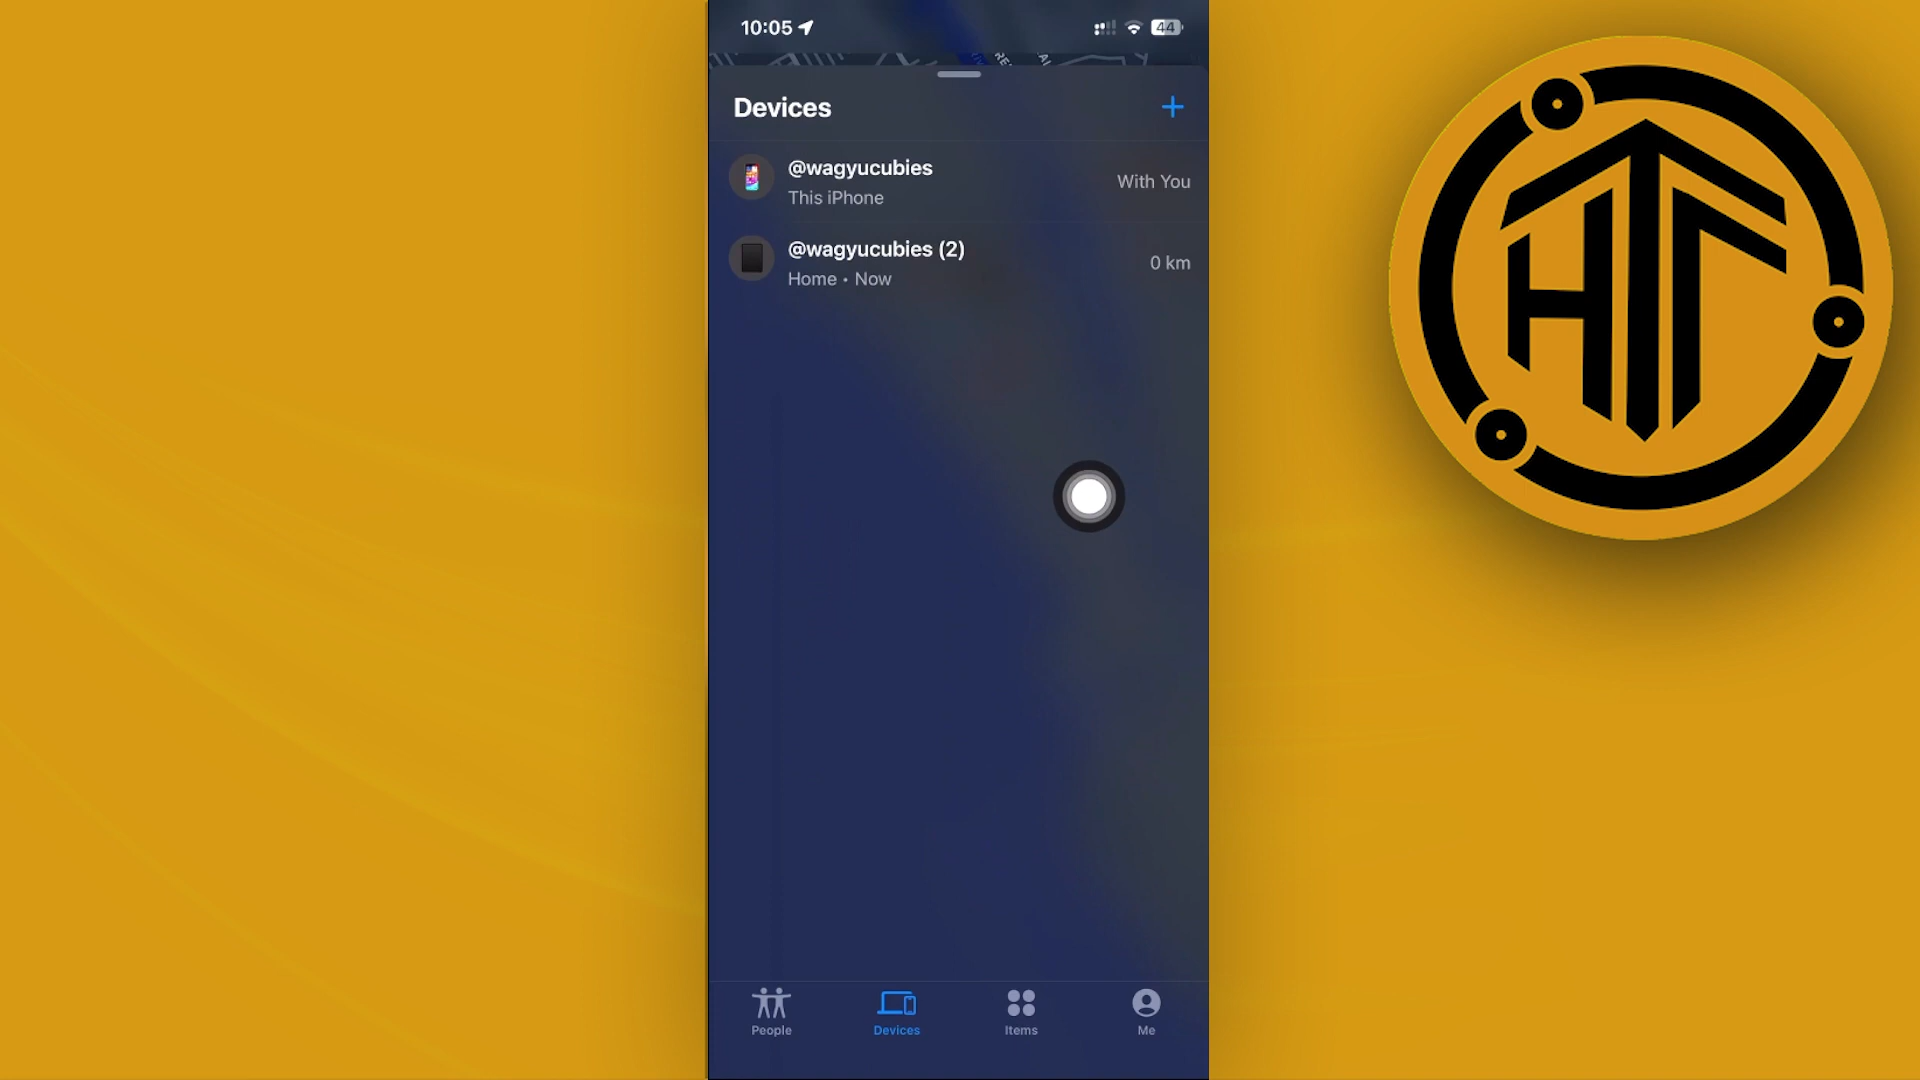 10:05
44
Devices
@wagyucubies
This iPhone
With You
@wagyucubies (2)
Home • Now
0 km
People
Devices
Items
Me
HT